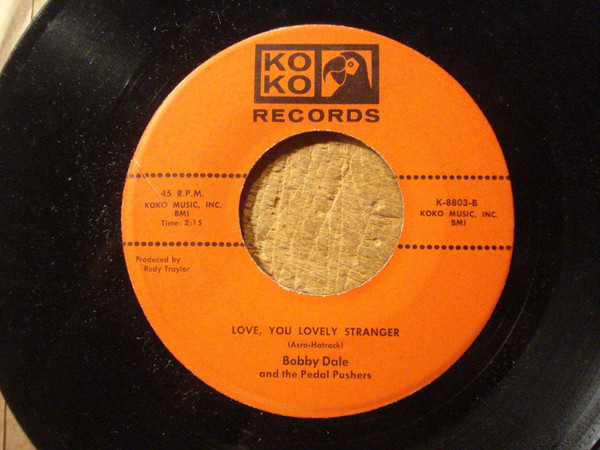 KO
KO
RECORDS
45 R.P.M.
KOKO MUSIC, INC.
BMI
Time: 2:15
K-8803-B
KOKO MUSIC, INC.
BMI
Produced by
Rudy Traylor
LOVE, YOU LOVELY STRANGER
(Asra-Hatrack)
Bobby Dale
and the Pedal Pushers